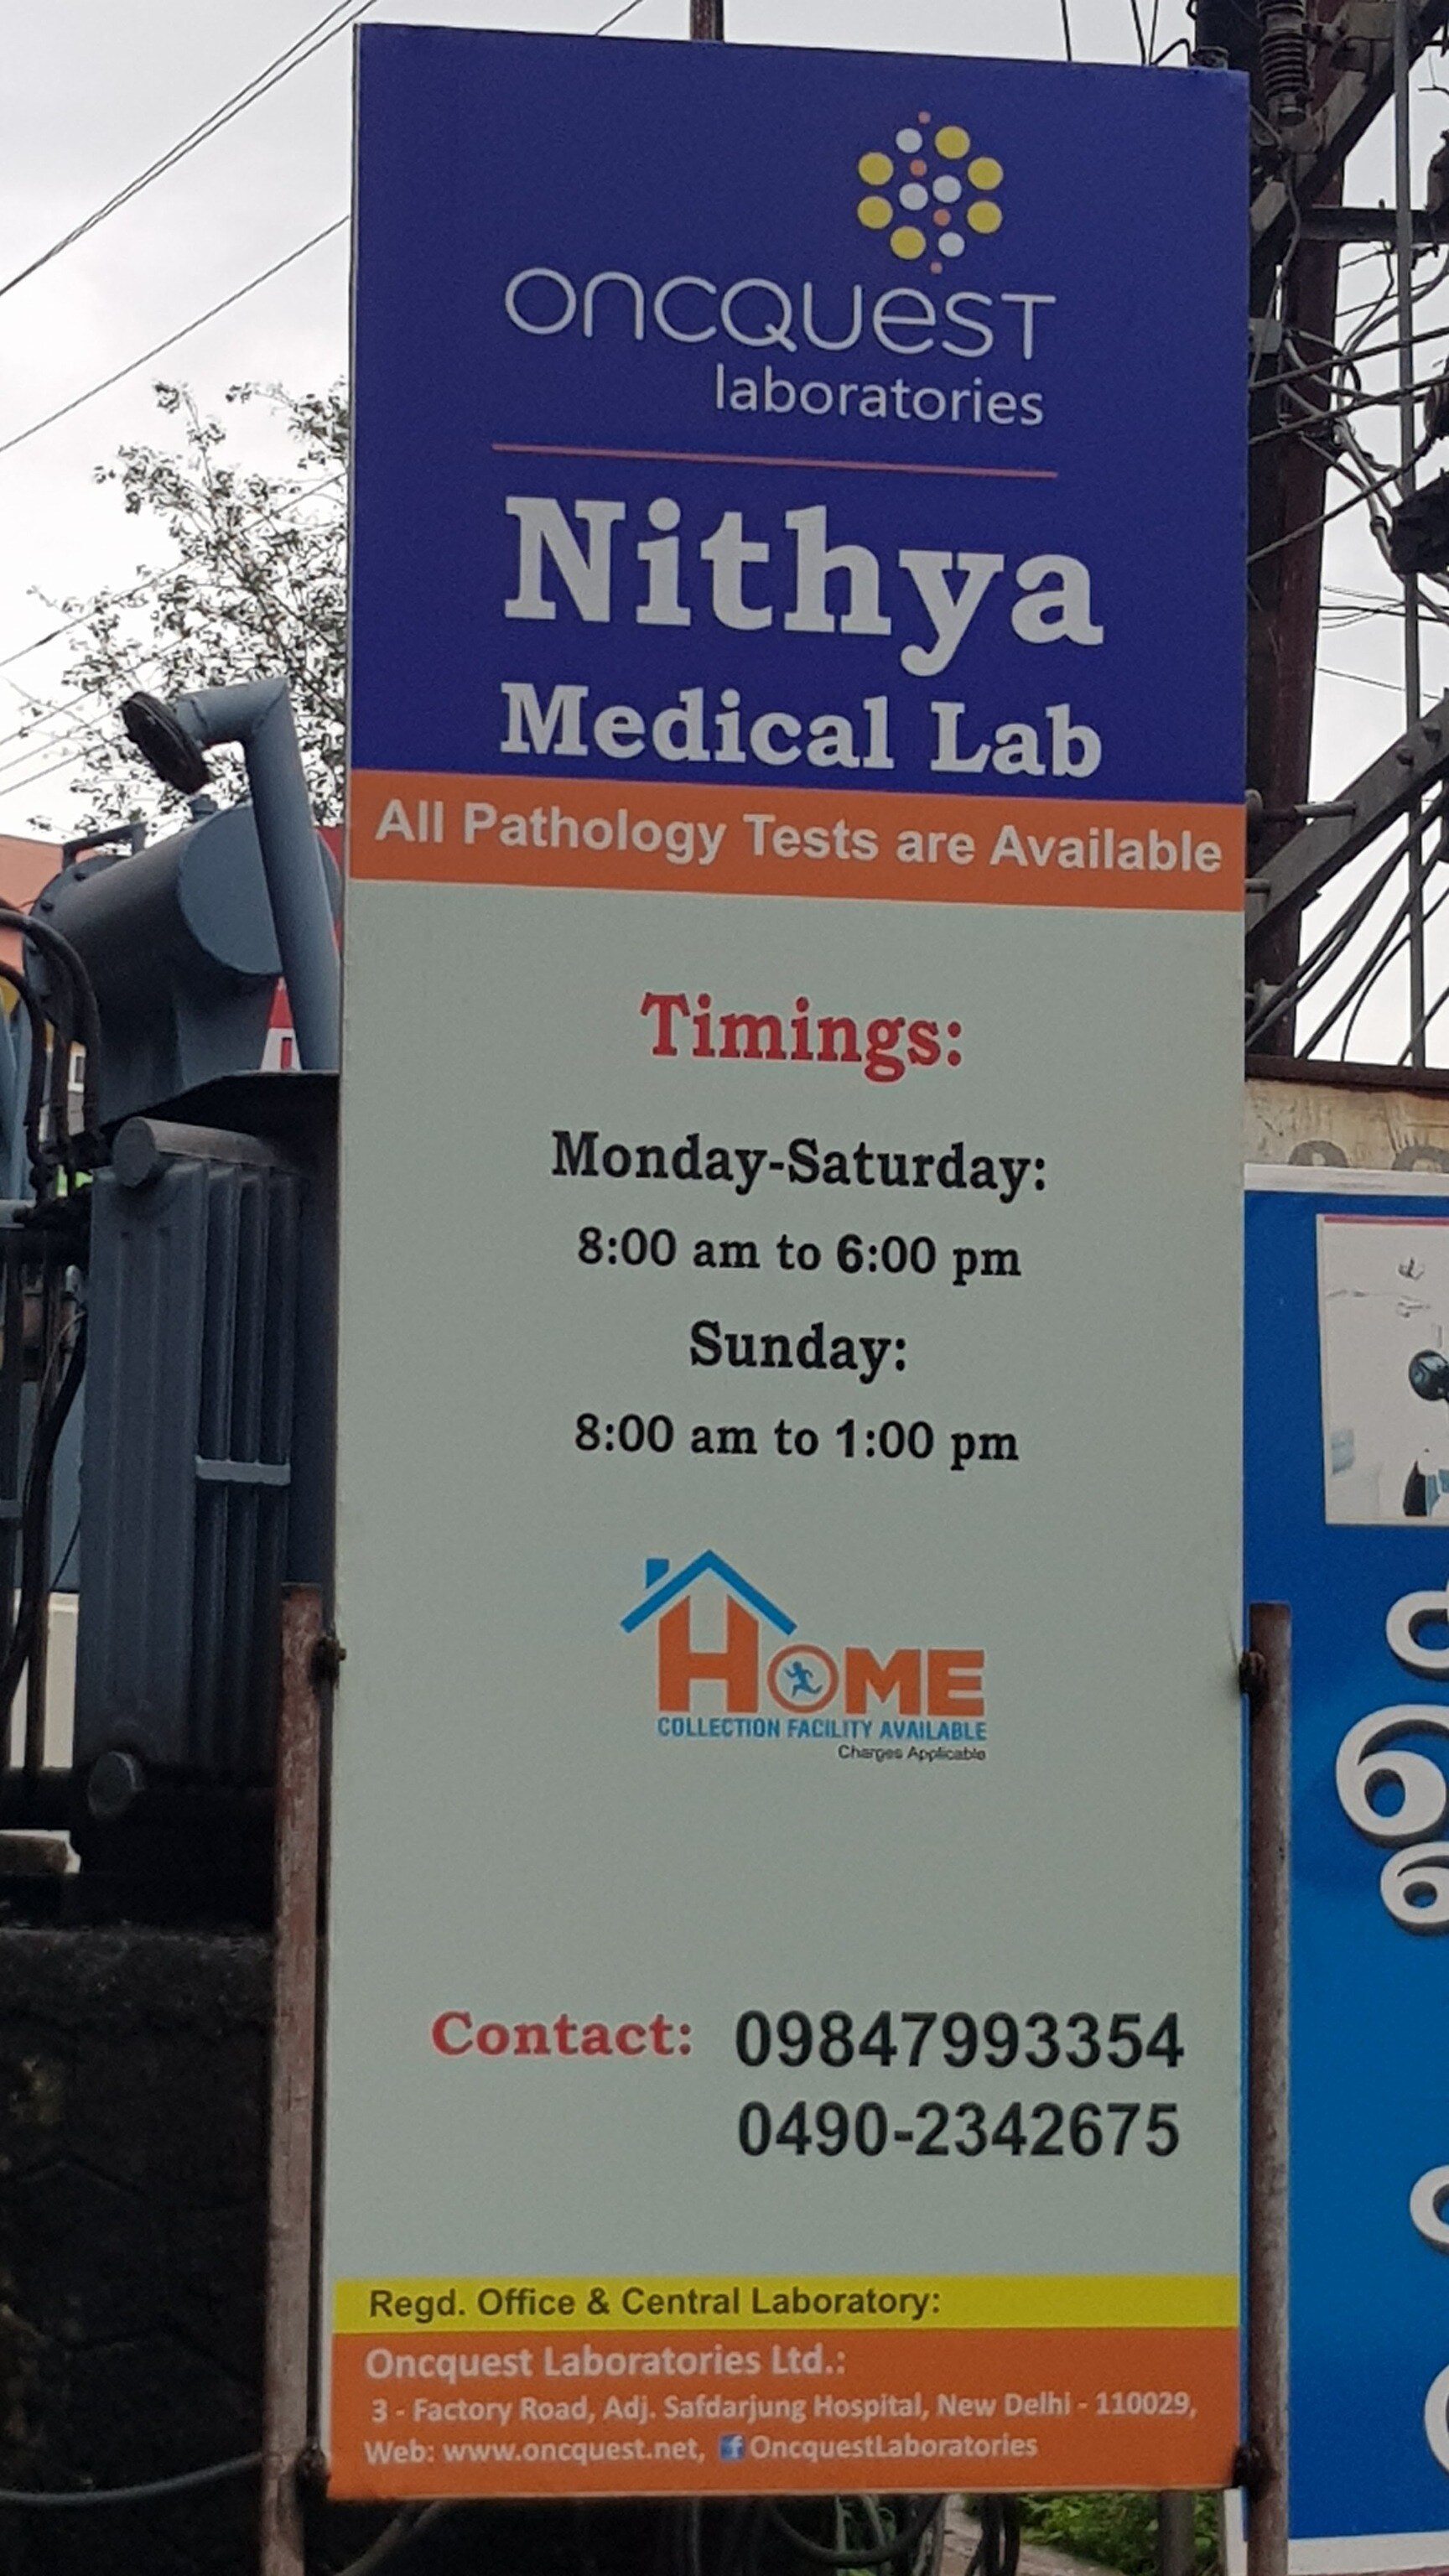 oncquest
laboratories
Nithya
Medical Lab
All Pathology Tests are Available
Timings:
Monday-Saturday:
8:00 am to 6:00 pm
Sunday:
8:00 am to 1:00 pm
HOME
COLLECTION FACILITY AVAILABLE
Charges Applicable
Contact: 09847993354
0490-2342675
Regd. Office & Central Laboratory:
Oncquest Laboratories Ltd.:
3 - Factory Road, Adj. Safdarjung Hospital, New Delhi - 110029,
Web: www.oncquest.net, f OncquestLaboratories